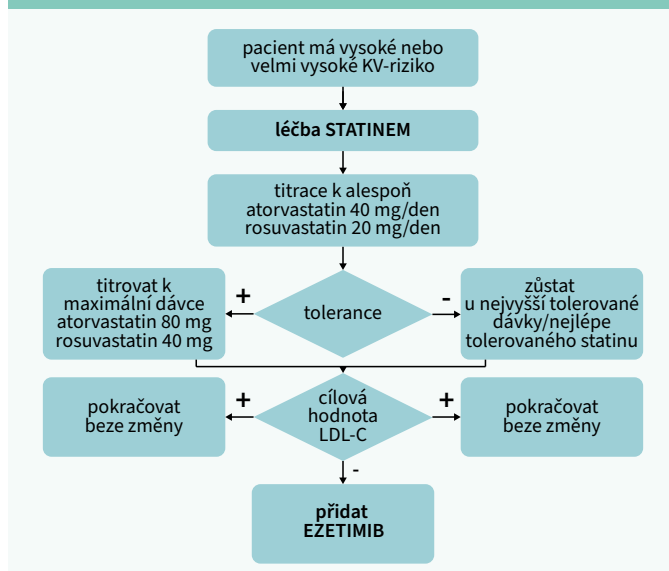 pacient má vysoké nebo
velmi vysoké KV-riziko
léčba STATINEM
titrace k alespoň
atorvastatin 40 mg/den
rosuvastatin 20 mg/den
titrovat k
maximální dávce
atorvastatin 80 mg
rosuvastatin 40 mg
+
tolerance
-
zůstat
u nejvyšší tolerované
dávky/nejlépe
tolerovaného statinu
pokračovat
beze změny
+
cílová
hodnota
LDL-C
+
pokračovat
beze změny
-
přidat
EZETIMIB